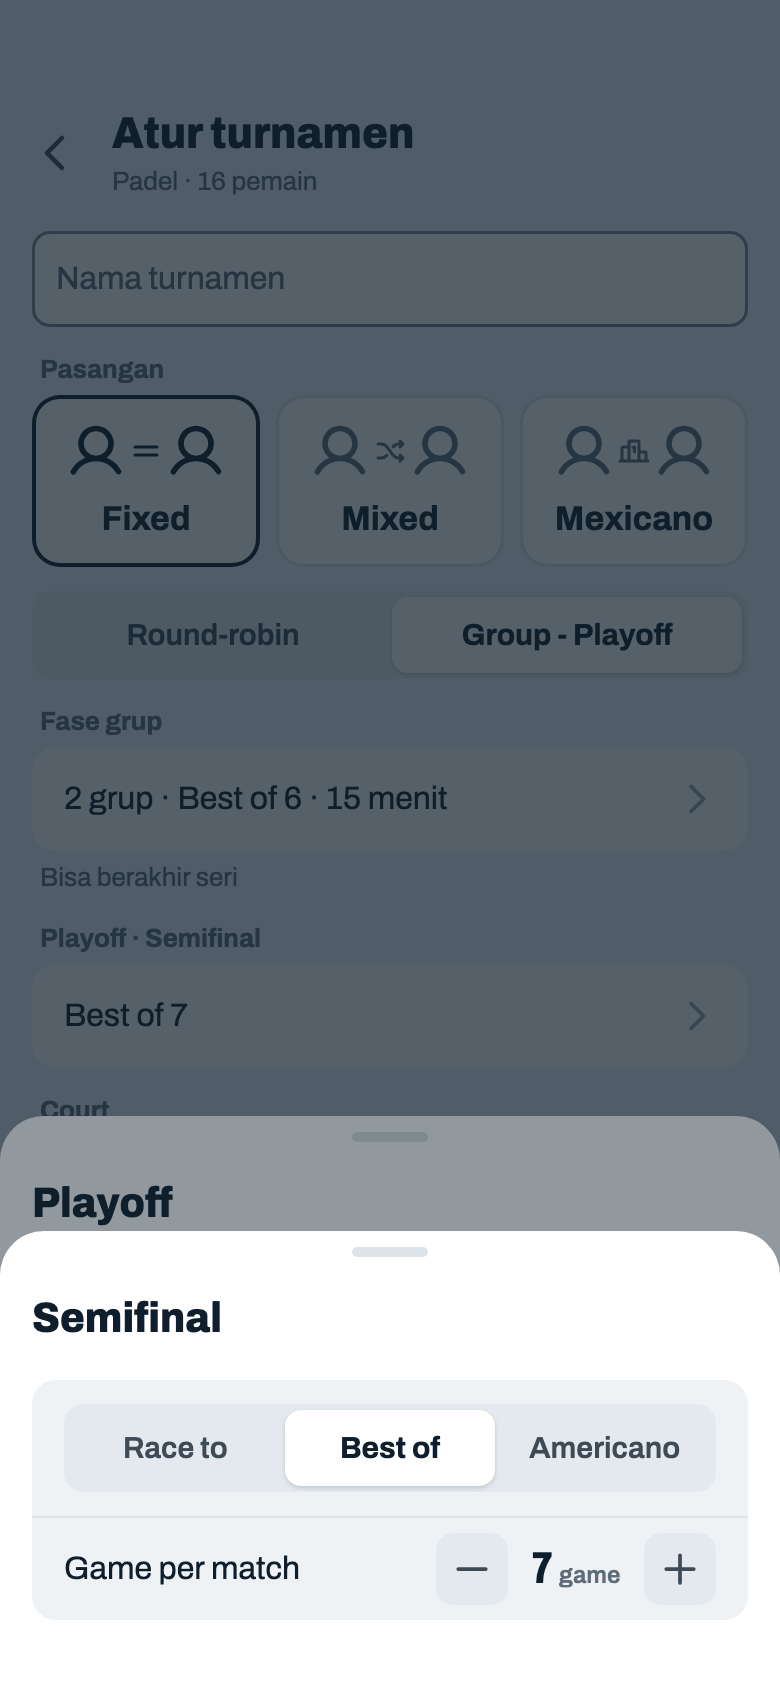 Atur turnamen
Padel · 16 pemain
Nama turnamen
Pasangan
Fixed
Mixed
Mexicano
Round-robin
Group - Playoff
Fase grup
2 grup · Best of 6 · 15 menit
Bisa berakhir seri
Playoff · Semifinal
Best of 7
Court
Playoff
Semifinal
Race to
Best of
Americano
Game per match
7 game